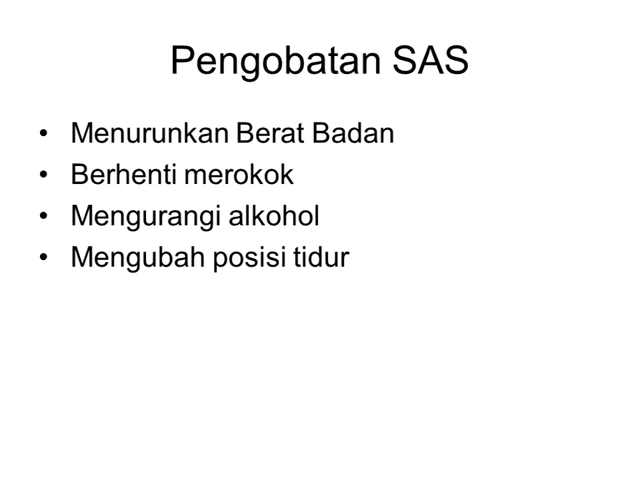 Pengobatan SAS
• Menurunkan Berat Badan
• Berhenti merokok
• Mengurangi alkohol
• Mengubah posisi tidur